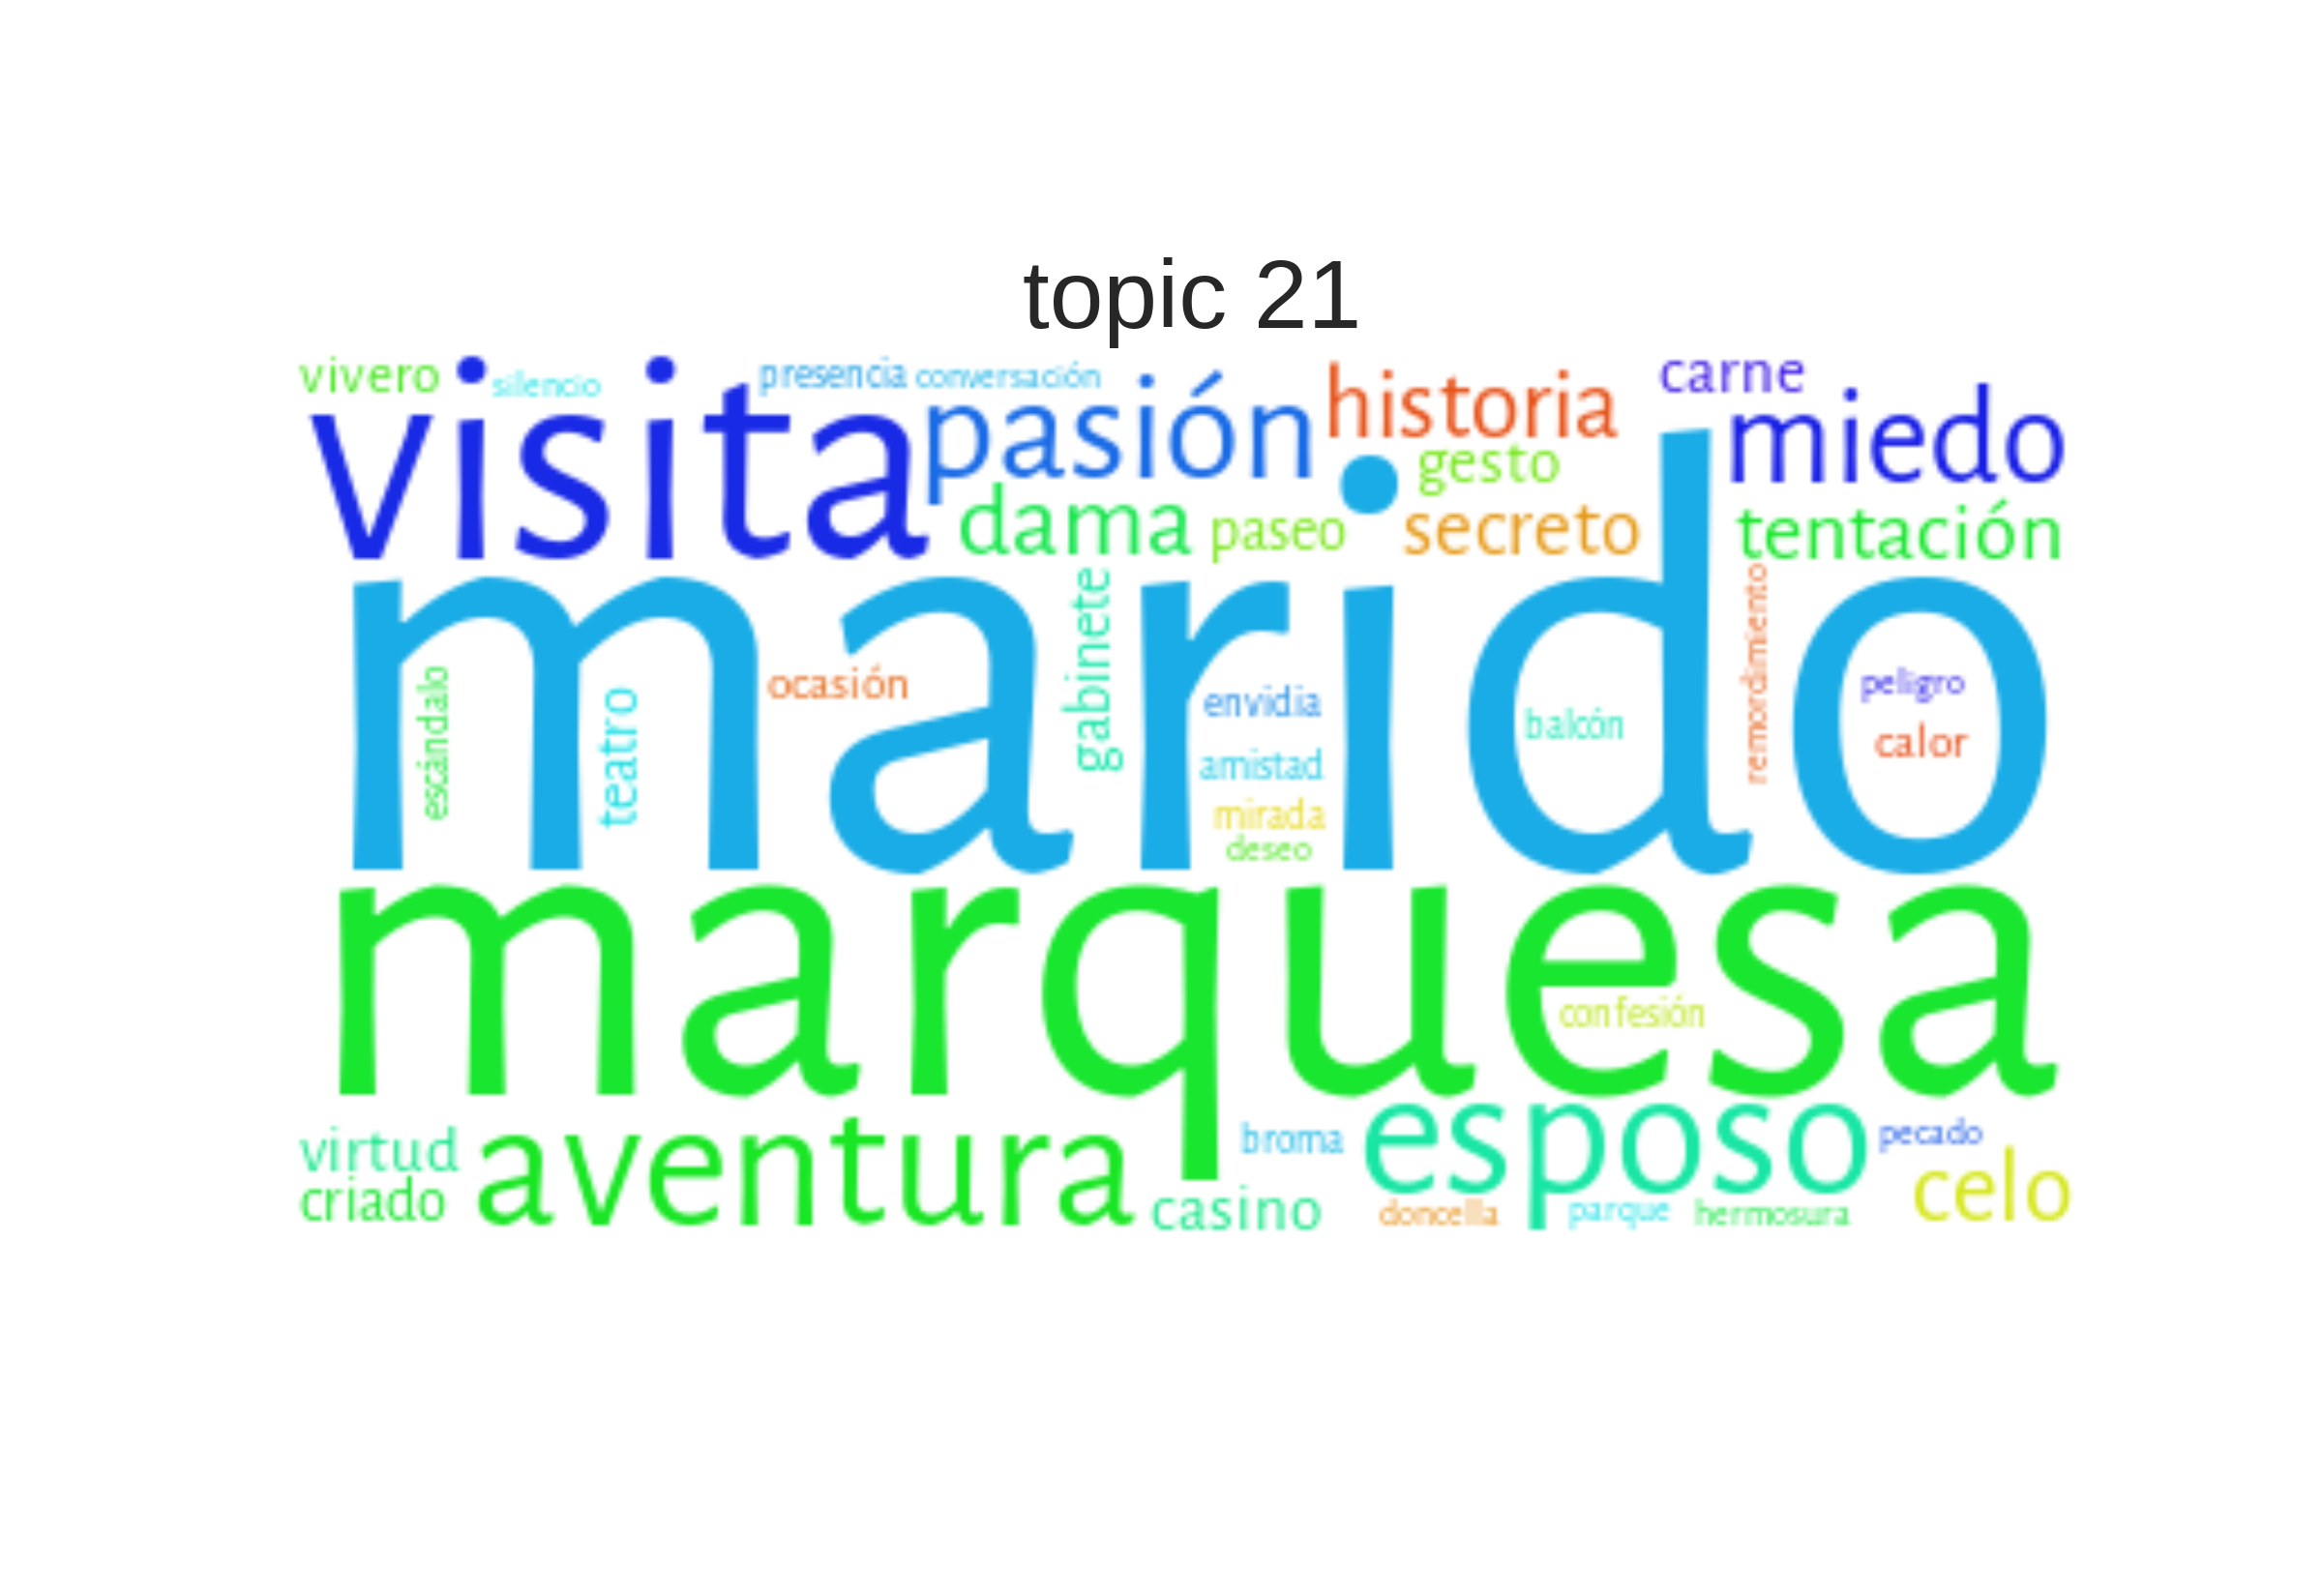 topic 21
vivero
silencio
presencia
conversación
historia
carne
visita
pasión
gesto
miedo
dama
paseo
secreto
tentación
marido
escándalo
teatro
ocasión
gabinete
envidia
amistad
mirada
deseo
balcón
remordimiento
peligro
calor
marquesa
confesión
virtud
criado
aventura
broma
esposo
pecado
casino
doncella
parque
hermosura
celo